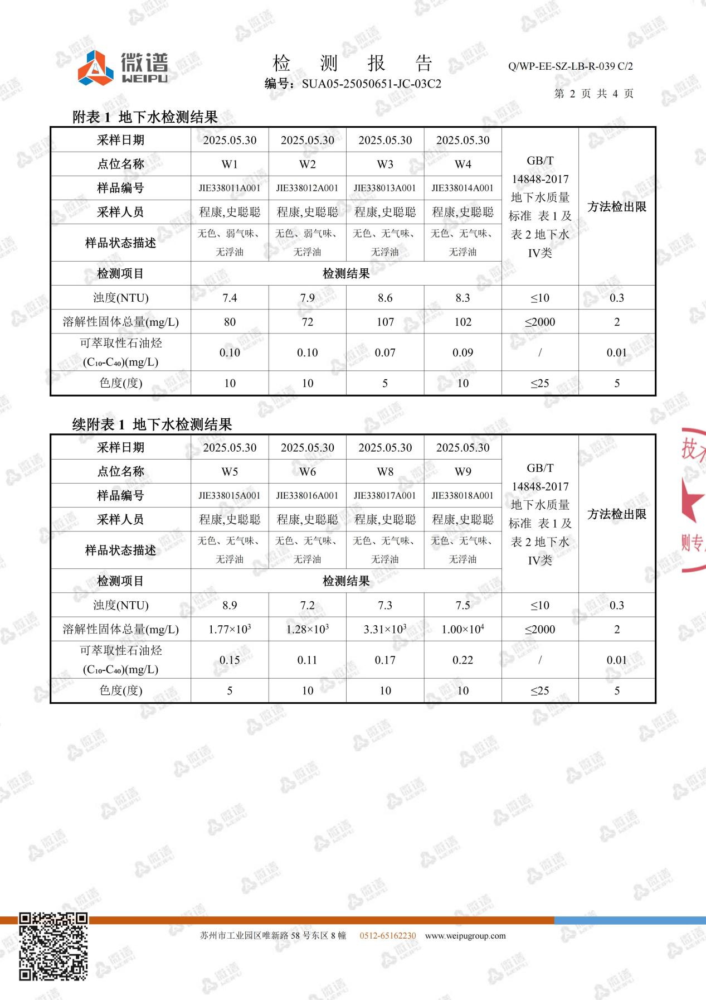 微谱
WEIPU
检 测 报 告
编号：SUA05-25050651-JC-03C2
Q/WP-EE-SZ-LB-R-039 C/2
第 2 页 共 4 页
附表 1 地下水检测结果
采样日期 2025.05.30 2025.05.30 2025.05.30 2025.05.30 GB/T 14848-2017 地下水质量标准 表 1 及表 2 地下水 IV类 方法检出限
点位名称 W1 W2 W3 W4
样品编号 JIE338011A001 JIE338012A001 JIE338013A001 JIE338014A001
采样人员 程康,史聪聪 程康,史聪聪 程康,史聪聪 程康,史聪聪
样品状态描述 无色、弱气味、无浮油 无色、弱气味、无浮油 无色、无气味、无浮油 无色、无气味、无浮油
检测项目 检测结果
浊度(NTU) 7.4 7.9 8.6 8.3 ≤10 0.3
溶解性固体总量(mg/L) 80 72 107 102 ≤2000 2
可萃取性石油烃(C₁₀-C₄₀)(mg/L) 0.10 0.10 0.07 0.09 / 0.01
色度(度) 10 10 5 10 ≤25 5
续附表 1 地下水检测结果
采样日期 2025.05.30 2025.05.30 2025.05.30 2025.05.30 GB/T 14848-2017 地下水质量标准 表 1 及表 2 地下水 IV类 方法检出限
点位名称 W5 W6 W8 W9
样品编号 JIE338015A001 JIE338016A001 JIE338017A001 JIE338018A001
采样人员 程康,史聪聪 程康,史聪聪 程康,史聪聪 程康,史聪聪
样品状态描述 无色、无气味、无浮油 无色、无气味、无浮油 无色、无气味、无浮油 无色、无气味、无浮油
检测项目 检测结果
浊度(NTU) 8.9 7.2 7.3 7.5 ≤10 0.3
溶解性固体总量(mg/L) 1.77×10³ 1.28×10³ 3.31×10³ 1.00×10⁴ ≤2000 2
可萃取性石油烃(C₁₀-C₄₀)(mg/L) 0.15 0.11 0.17 0.22 / 0.01
色度(度) 5 10 10 10 ≤25 5
技术
测专
苏州市工业园区唯新路 58 号东区 8 幢 0512-65162230 www.weipugroup.com